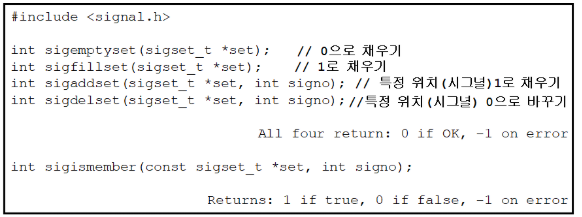 #include <signal.h>
int sigemptyset(sigset_t *set); // 0으로 채우기
int sigfillset(sigset_t *set); // 1로 채우기
int sigaddset(sigset_t *set, int signo); // 특정 위치(시그널)1로 채우기
int sigdelset(sigset_t *set, int signo);//특정 위치(시그널) 0으로 바꾸기
All four return: 0 if OK, -1 on error
int sigismember(const sigset_t *set, int signo);
Returns: 1 if true, 0 if false, -1 on error